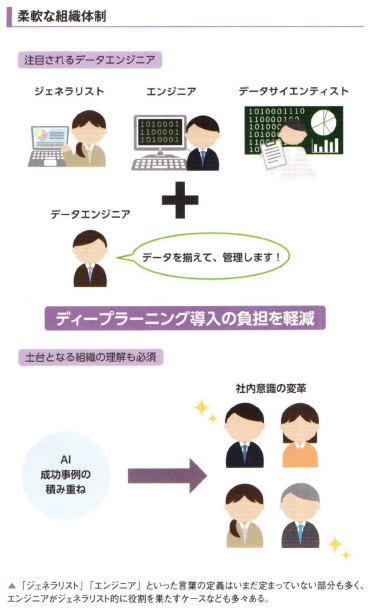 柔軟な組織体制
注目されるデータエンジニア
ジェネラリスト
エンジニア
データサイエンティスト
1010001
1100001
1010001
1010001110
データエンジニア
データを揃えて、管理します！
ディープラーニング導入の負担を軽減
土台となる組織の理解も必須
社内意識の変革
AI
成功事例の
積み重ね
▲ 「ジェネラリスト」「エンジニア」といった言葉の定義はいまだ定まっていない部分も多く、
エンジニアがジェネラリスト的に役割を果たすケースなども多々ある。